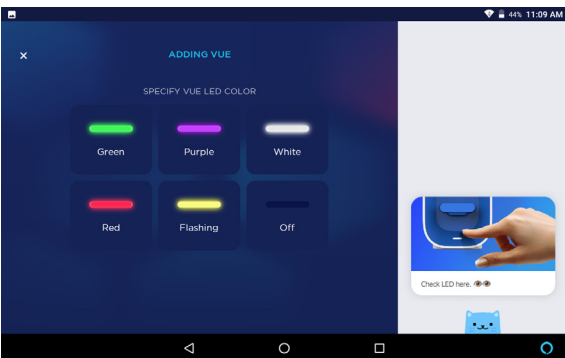 44% 11:09 AM
ADDING VUE
SPECIFY VUE LED COLOR
Green Purple White
Red Flashing Off
Check LED here. 👁👁